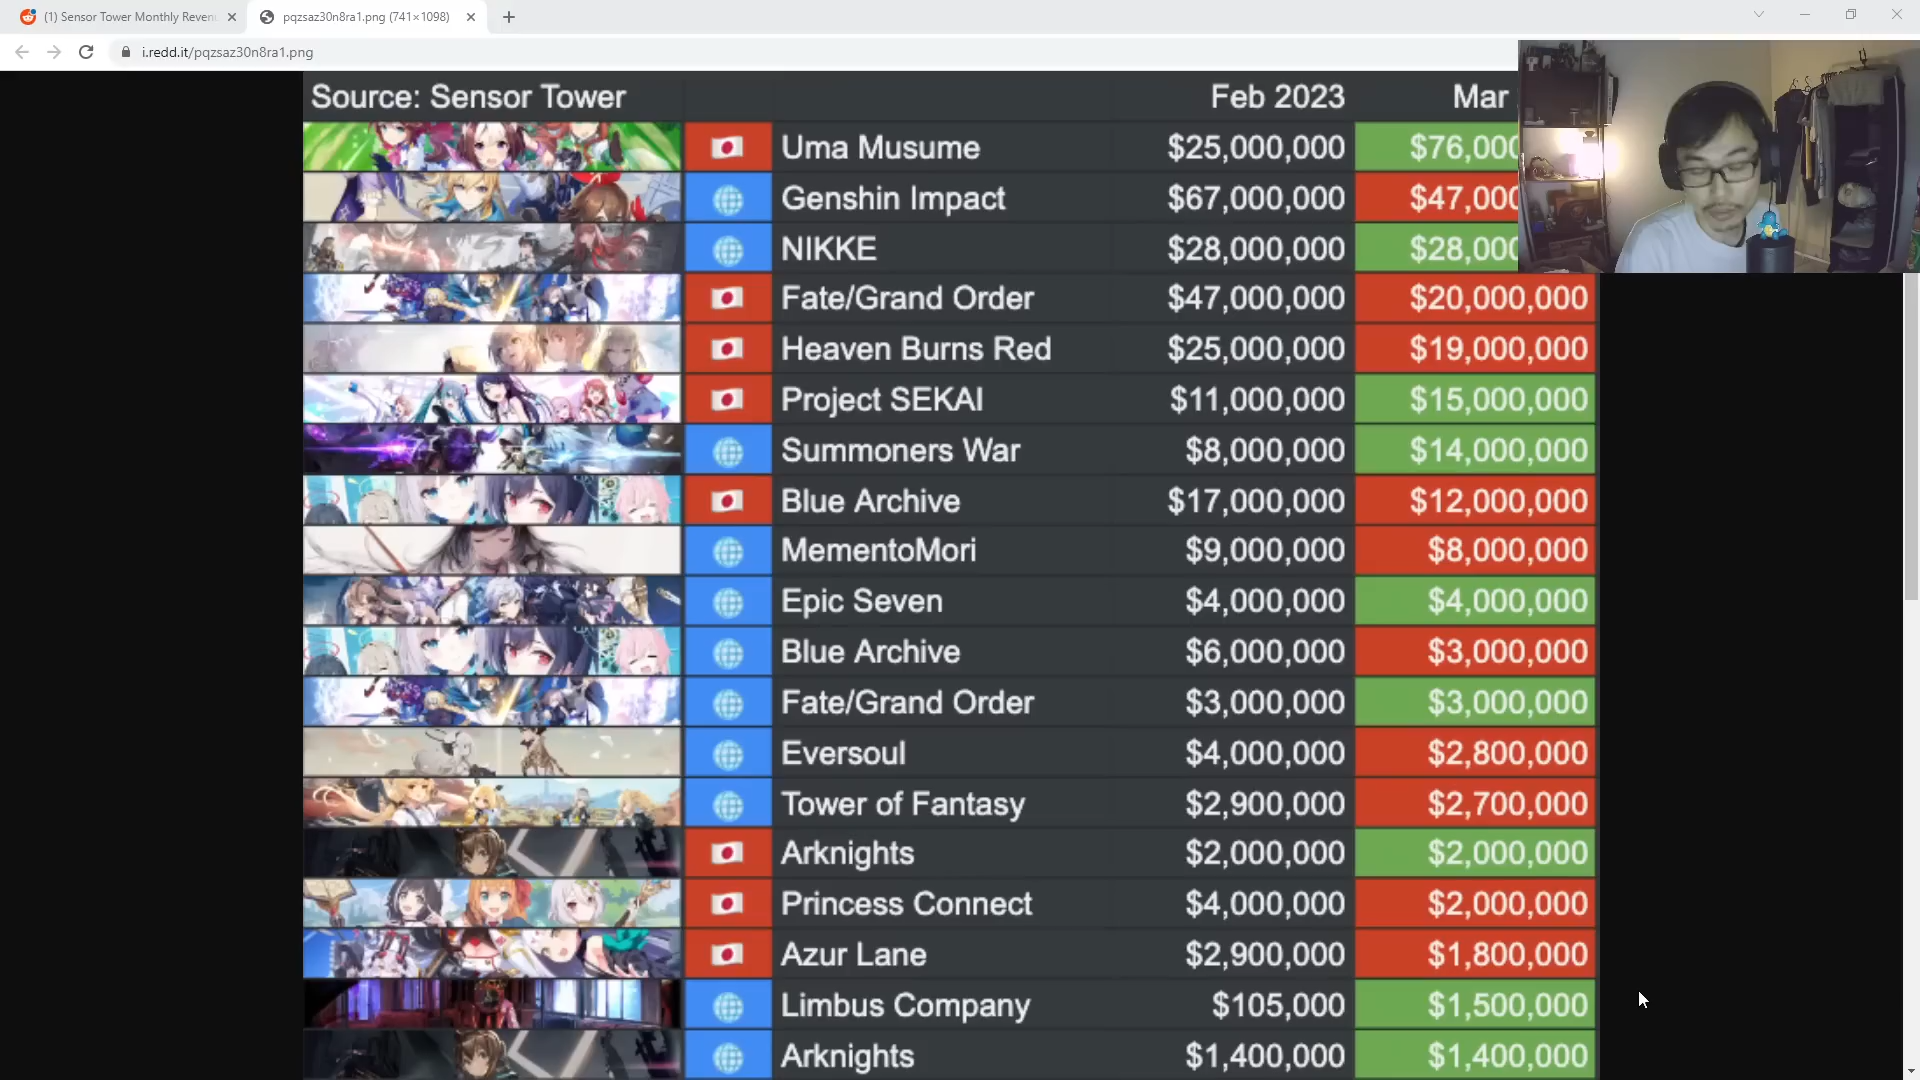 (1) Sensor Tower Monthly Reven
pqzsaz30n8ra1.png (741×1098)
i.redd.it/pqzsaz30n8ra1.png
Source: Sensor Tower Feb 2023 Mar
Uma Musume $25,000,000 $76,000
Genshin Impact $67,000,000 $47,000
NIKKE $28,000,000 $28,000
Fate/Grand Order $47,000,000 $20,000,000
Heaven Burns Red $25,000,000 $19,000,000
Project SEKAI $11,000,000 $15,000,000
Summoners War $8,000,000 $14,000,000
Blue Archive $17,000,000 $12,000,000
MementoMori $9,000,000 $8,000,000
Epic Seven $4,000,000 $4,000,000
Blue Archive $6,000,000 $3,000,000
Fate/Grand Order $3,000,000 $3,000,000
Eversoul $4,000,000 $2,800,000
Tower of Fantasy $2,900,000 $2,700,000
Arknights $2,000,000 $2,000,000
Princess Connect $4,000,000 $2,000,000
Azur Lane $2,900,000 $1,800,000
Limbus Company $105,000 $1,500,000
Arknights $1,400,000 $1,400,000